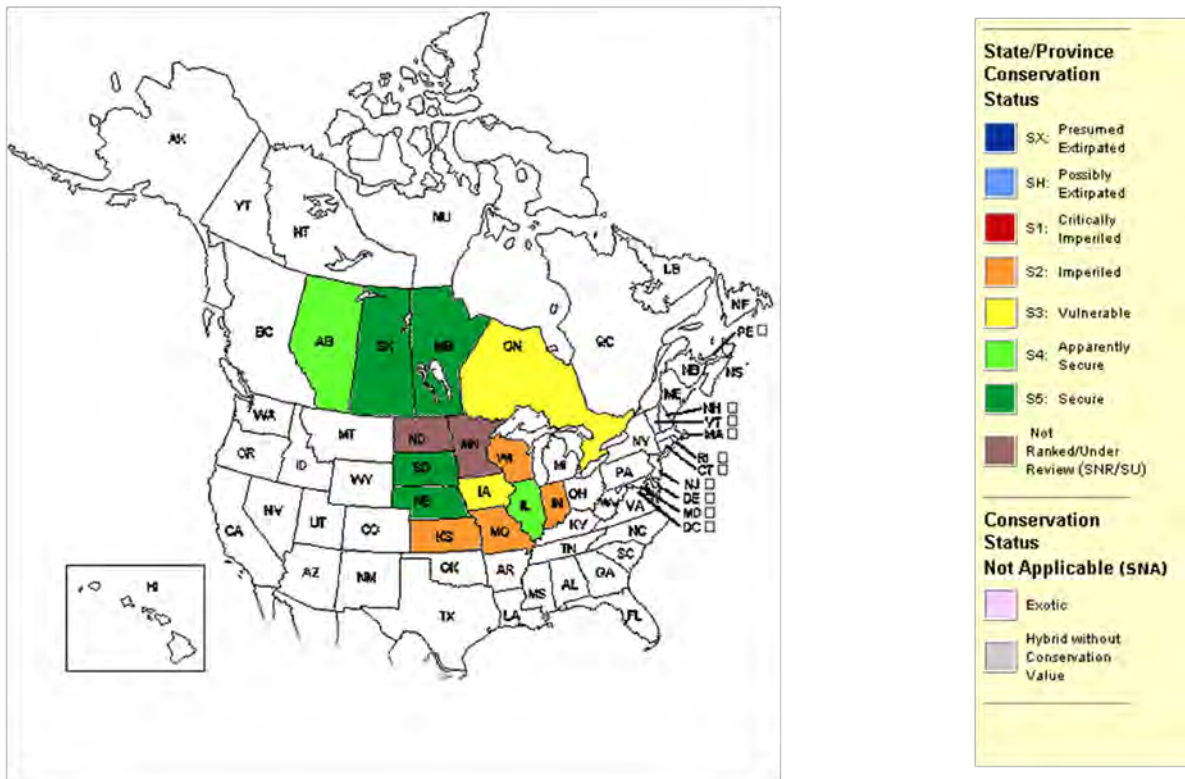 AK
YT
NT
NU
LB
NF
PE
BC
AB
SK
MB
ON
QC
NB
NS
ME
WA
MT
ND
MN
NH
VT
MA
OR
ID
WY
SD
WI
MI
NY
RI
CT
NE
IA
PA
NJ
DE
MD
DC
CA
NV
UT
CO
KS
MO
IL
IN
OH
WV
VA
KY
NC
TN
SC
AZ
NM
OK
AR
MS
AL
GA
TX
LA
FL
HI
State/Province
Conservation
Status
SX: Presumed
Extirpated
SH: Possibly
Extirpated
S1: Critically
Imperiled
S2: Imperiled
S3: Vulnerable
S4: Apparently
Secure
S5: Secure
Not
Ranked/Under
Review (SNR/SU)
Conservation
Status
Not Applicable (SNA)
Exotic
Hybrid without
Conservation
Value